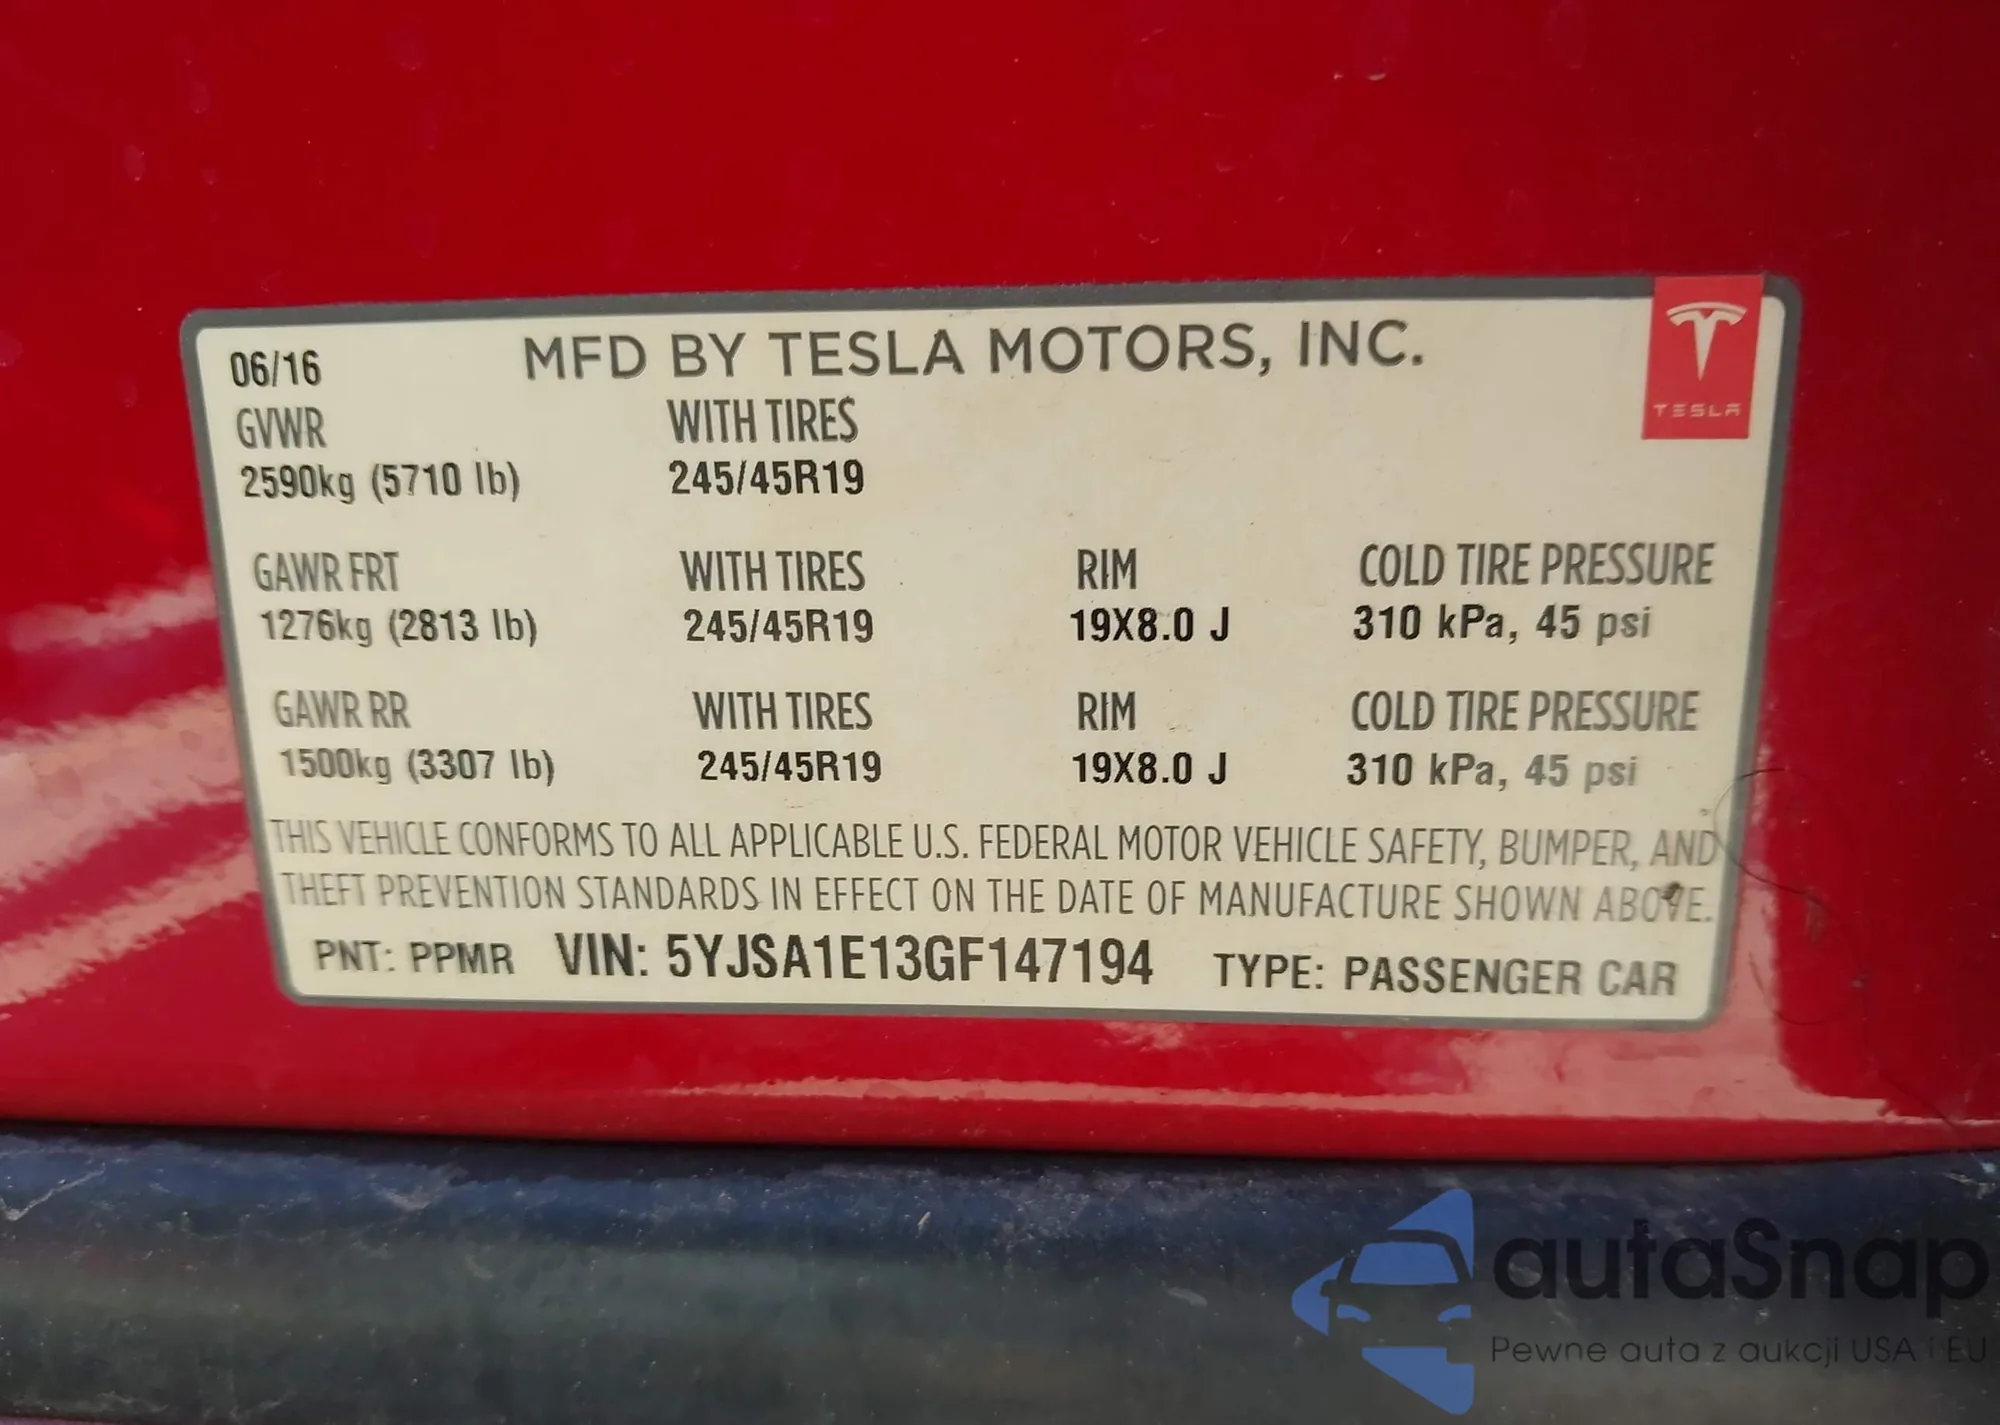 06/16 MFD BY TESLA MOTORS, INC.
TESLA
GVWR WITH TIRES
2590kg (5710 lb) 245/45R19
GAWR FRT WITH TIRES RIM COLD TIRE PRESSURE
1276kg (2813 lb) 245/45R19 19X8.0 J 310 kPa, 45 psi
GAWR RR WITH TIRES RIM COLD TIRE PRESSURE
1500kg (3307 lb) 245/45R19 19X8.0 J 310 kPa, 45 psi
THIS VEHICLE CONFORMS TO ALL APPLICABLE U.S. FEDERAL MOTOR VEHICLE SAFETY, BUMPER, AND
THEFT PREVENTION STANDARDS IN EFFECT ON THE DATE OF MANUFACTURE SHOWN ABOVE.
PNT: PPMR VIN: 5YJSA1E13GF147194 TYPE: PASSENGER CAR
autaSnap
Pewne auta z aukcji USA i EU